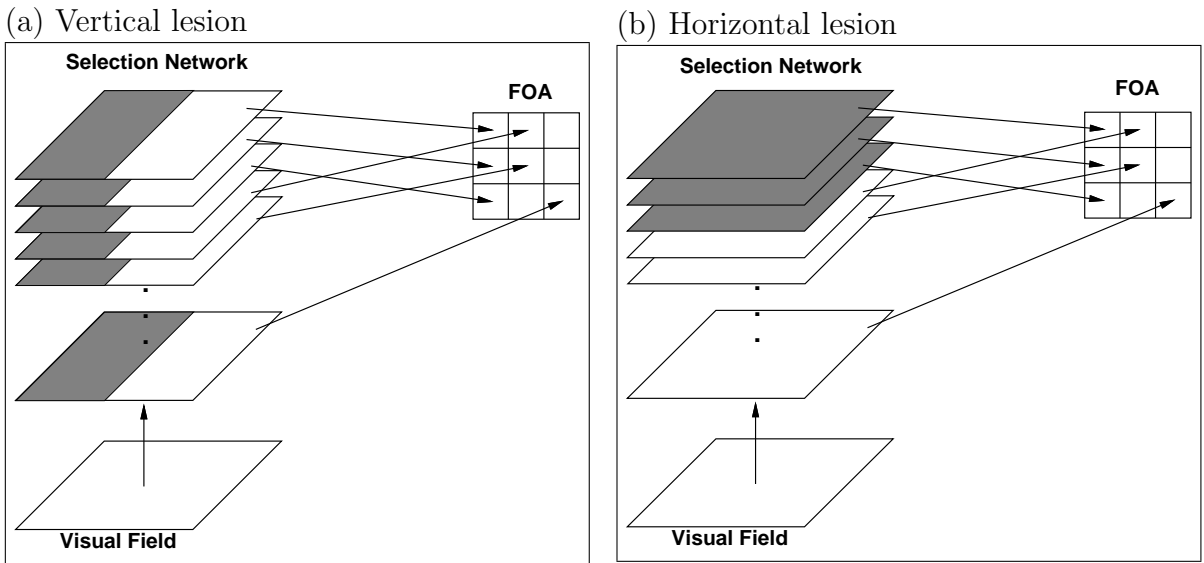 (a) Vertical lesion
Selection Network
FOA
Visual Field
(b) Horizontal lesion
Selection Network
FOA
Visual Field